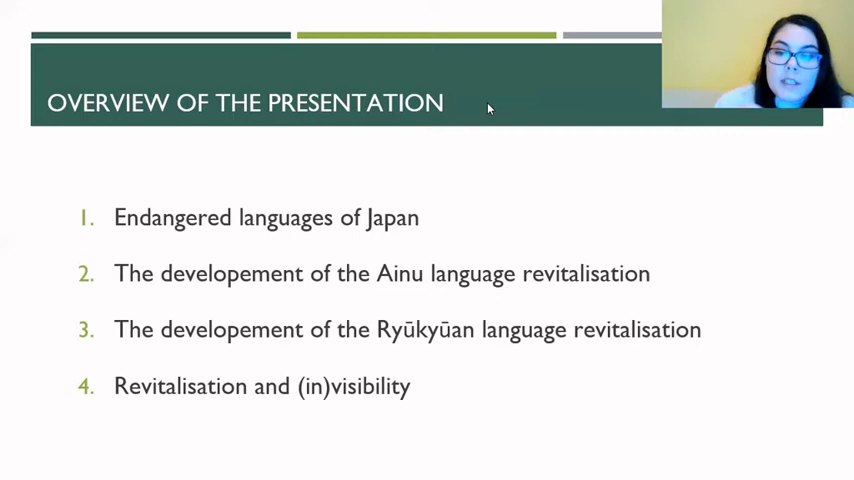 OVERVIEW OF THE PRESENTATION
1. Endangered languages of Japan
2. The developement of the Ainu language revitalisation
3. The developement of the Ryūkyūan language revitalisation
4. Revitalisation and (in)visibility